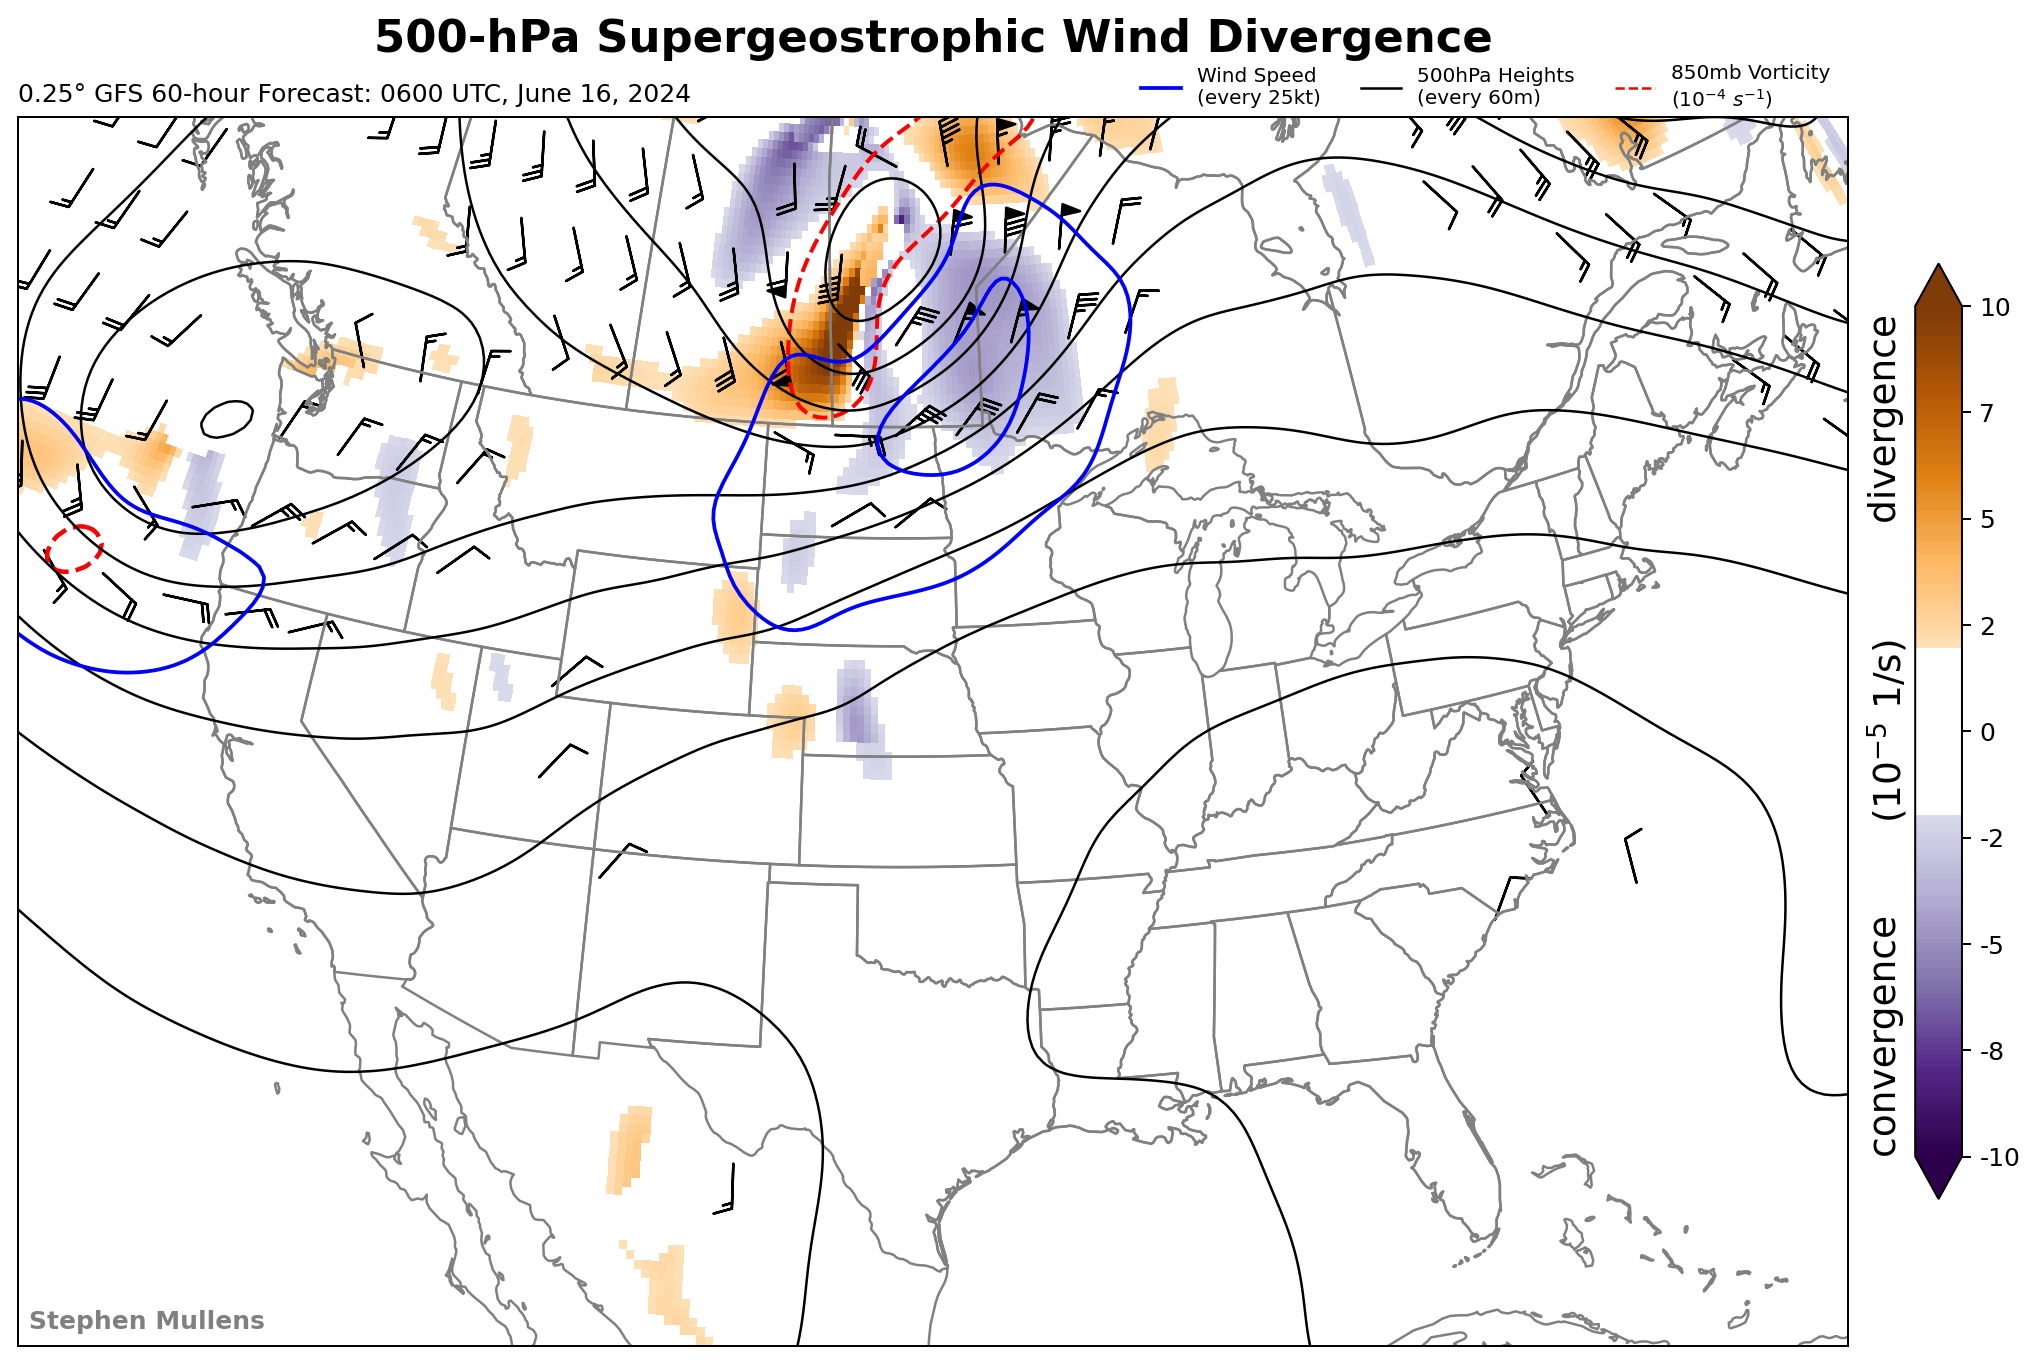 500-hPa Supergeostrophic Wind Divergence
0.25° GFS 60-hour Forecast: 0600 UTC, June 16, 2024
Wind Speed
(every 25kt)
500hPa Heights
(every 60m)
850mb Vorticity
(10⁻⁴ s⁻¹)
10
7
5
2
0
-2
-5
-8
-10
convergence (10⁻⁵ 1/s) divergence
Stephen Mullens